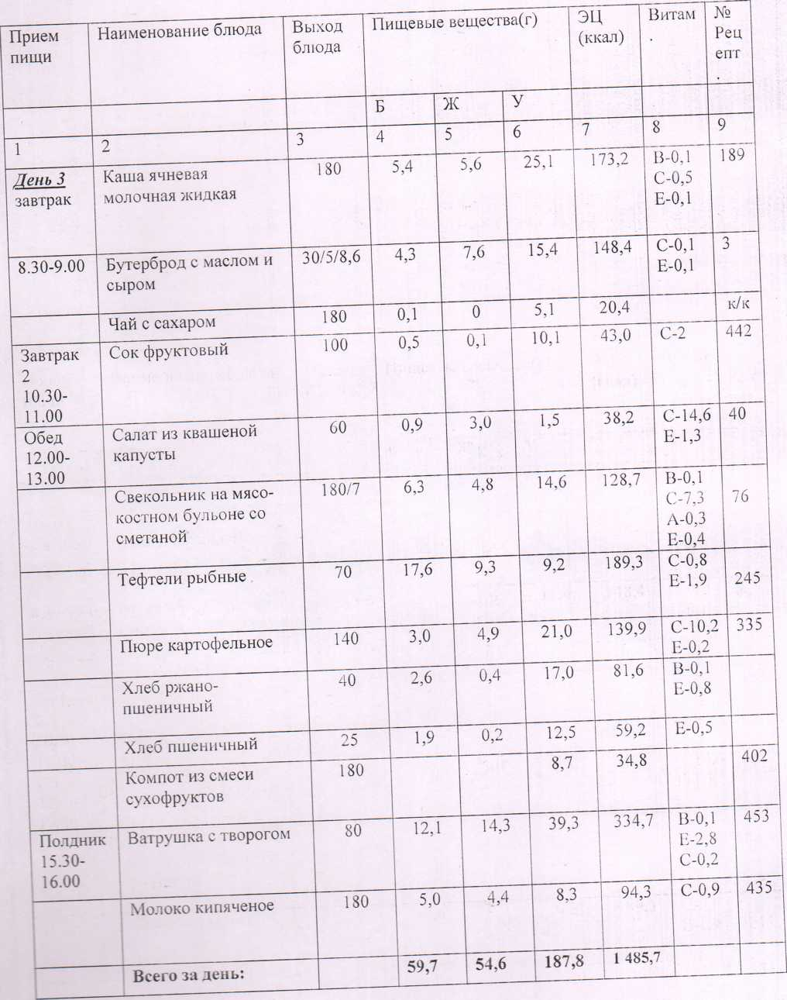 Прием пищи | Наименование блюда | Выход блюда | Пищевые вещества(г) | ЭЦ (ккал) | Витам. | № Рецепт.
Б | Ж | У
1 | 2 | 3 | 4 | 5 | 6 | 7 | 8 | 9
День 3 завтрак | Каша ячневая молочная жидкая | 180 | 5,4 | 5,6 | 25,1 | 173,2 | В-0,1 С-0,5 Е-0,1 | 189
8.30-9.00 | Бутерброд с маслом и сыром | 30/5/8,6 | 4,3 | 7,6 | 15,4 | 148,4 | С-0,1 Е-0,1 | 3
Чай с сахаром | 180 | 0,1 | 0 | 5,1 | 20,4 | к/к
Завтрак 2 10.30-11.00 | Сок фруктовый | 100 | 0,5 | 0,1 | 10,1 | 43,0 | С-2 | 442
Обед 12.00-13.00 | Салат из квашеной капусты | 60 | 0,9 | 3,0 | 1,5 | 38,2 | С-14,6 Е-1,3 | 40
Свекольник на мясо-костном бульоне со сметаной | 180/7 | 6,3 | 4,8 | 14,6 | 128,7 | В-0,1 С-7,3 А-0,3 Е-0,4 | 76
Тефтели рыбные | 70 | 17,6 | 9,3 | 9,2 | 189,3 | С-0,8 Е-1,9 | 245
Пюре картофельное | 140 | 3,0 | 4,9 | 21,0 | 139,9 | С-10,2 Е-0,2 | 335
Хлеб ржано-пшеничный | 40 | 2,6 | 0,4 | 17,0 | 81,6 | В-0,1 Е-0,8
Хлеб пшеничный | 25 | 1,9 | 0,2 | 12,5 | 59,2 | Е-0,5
Компот из смеси сухофруктов | 180 | 8,7 | 34,8 | 402
Полдник 15.30-16.00 | Ватрушка с творогом | 80 | 12,1 | 14,3 | 39,3 | 334,7 | В-0,1 Е-2,8 С-0,2 | 453
Молоко кипяченое | 180 | 5,0 | 4,4 | 8,3 | 94,3 | С-0,9 | 435
Всего за день: | 59,7 | 54,6 | 187,8 | 1 485,7